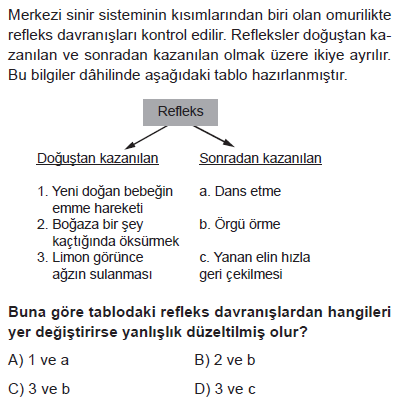 Merkezi sinir sisteminin kısımlarından biri olan omurilikte
refleks davranışları kontrol edilir. Refleksler doğuştan ka-
zanılan ve sonradan kazanılan olmak üzere ikiye ayrılır.
Bu bilgiler dâhilinde aşağıdaki tablo hazırlanmıştır.
Refleks
Doğuştan kazanılan
1. Yeni doğan bebeğin
emme hareketi
2. Boğaza bir şey
kaçtığında öksürmek
3. Limon görünce
ağzın sulanması
Sonradan kazanılan
a. Dans etme
b. Örgü örme
c. Yanan elin hızla
geri çekilmesi
Buna göre tablodaki refleks davranışlardan hangileri
yer değiştirirse yanlışlık düzeltilmiş olur?
A) 1 ve a
B) 2 ve b
C) 3 ve b
D) 3 ve c